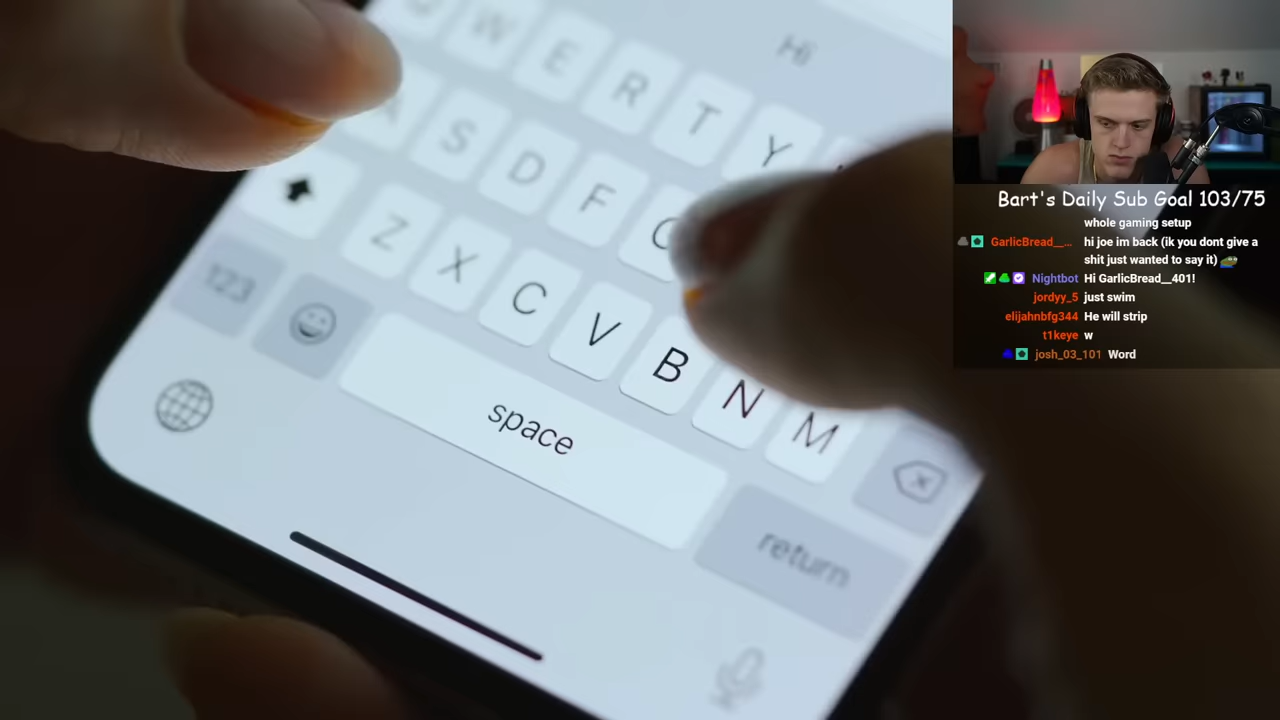 Hi
W E R T Y
S D F G
Z X C V B N M
123
space
return
Bart's Daily Sub Goal 103/75
whole gaming setup
GarlicBread__... hi joe im back (ik you dont give a
shit just wanted to say it)
Nightbot Hi GarlicBread__401!
jordyy_5 just swim
elijahnbfg344 He will strip
t1keye w
josh_03_101 Word